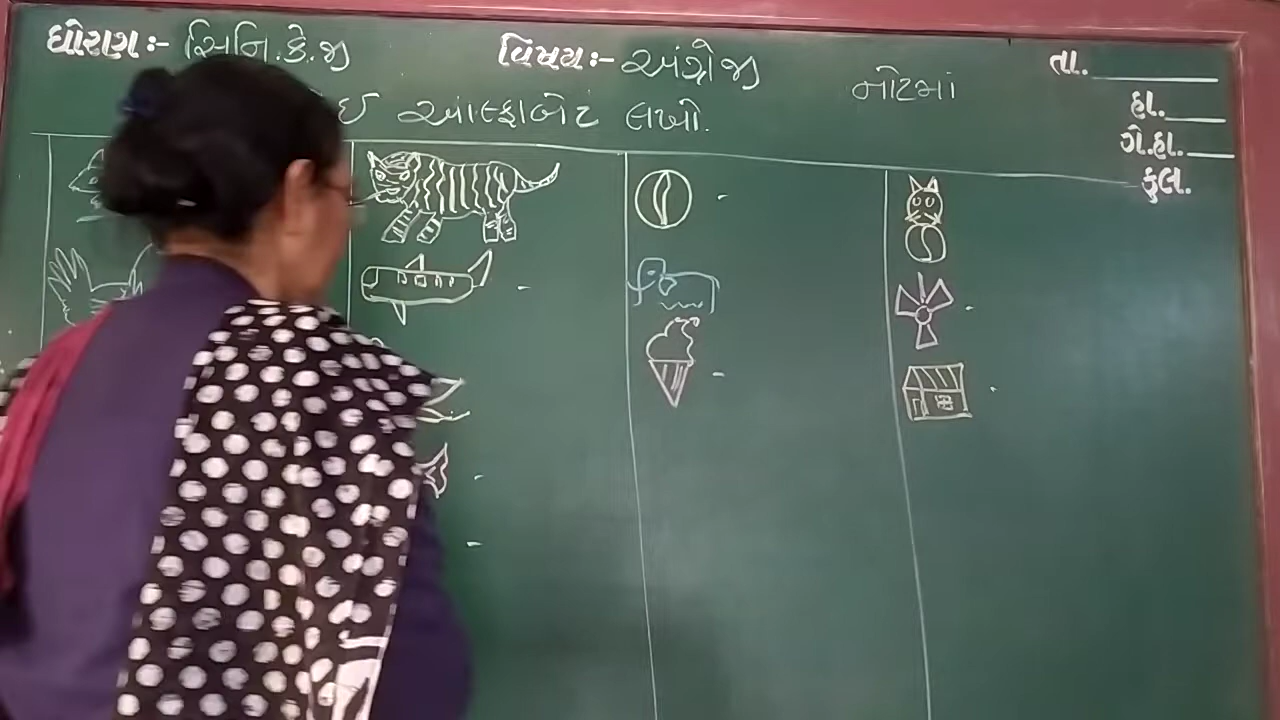 ધોરણ:- સિનિ.કે.જી
વિષય:- અંગ્રેજી
નોટમાં
તા.
હા.
ગે.હા.
કુલ.
ઈ આલ્ફાબેટ લખો.